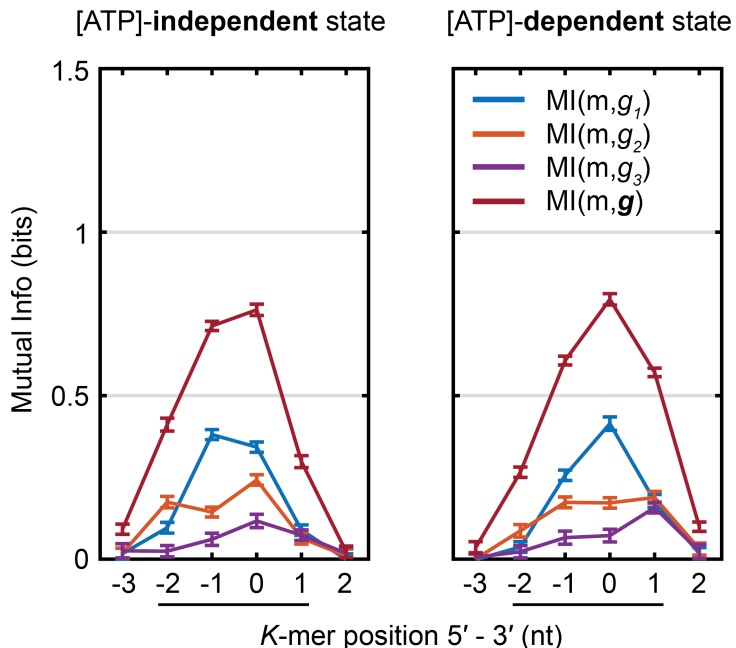 [ATP]-independent state
[ATP]-dependent state
Mutual Info (bits)
1.5
1
0.5
0
MI(m,g1)
MI(m,g2)
MI(m,g3)
MI(m,g)
-3 -2 -1 0 1 2
-3 -2 -1 0 1 2
K-mer position 5′ - 3′ (nt)